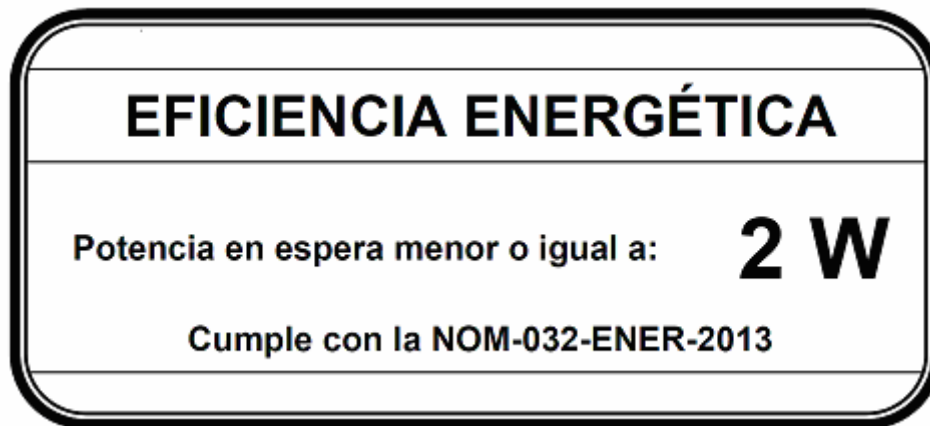 EFICIENCIA ENERGÉTICA
Potencia en espera menor o igual a: 2 W
Cumple con la NOM-032-ENER-2013